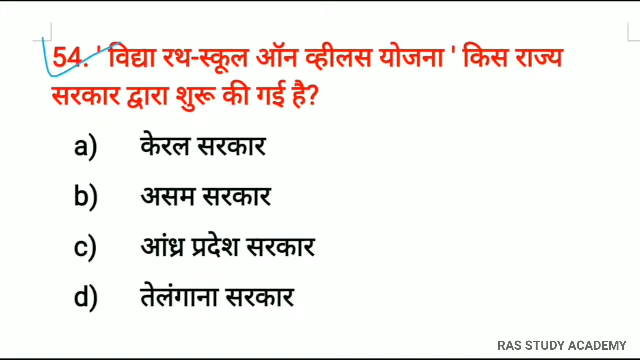 54. ' विद्या रथ-स्कूल ऑन व्हीलस योजना ' किस राज्य
सरकार द्वारा शुरू की गई है?
a) केरल सरकार
b) असम सरकार
c) आंध्र प्रदेश सरकार
d) तेलंगाना सरकार
RAS STUDY ACADEMY